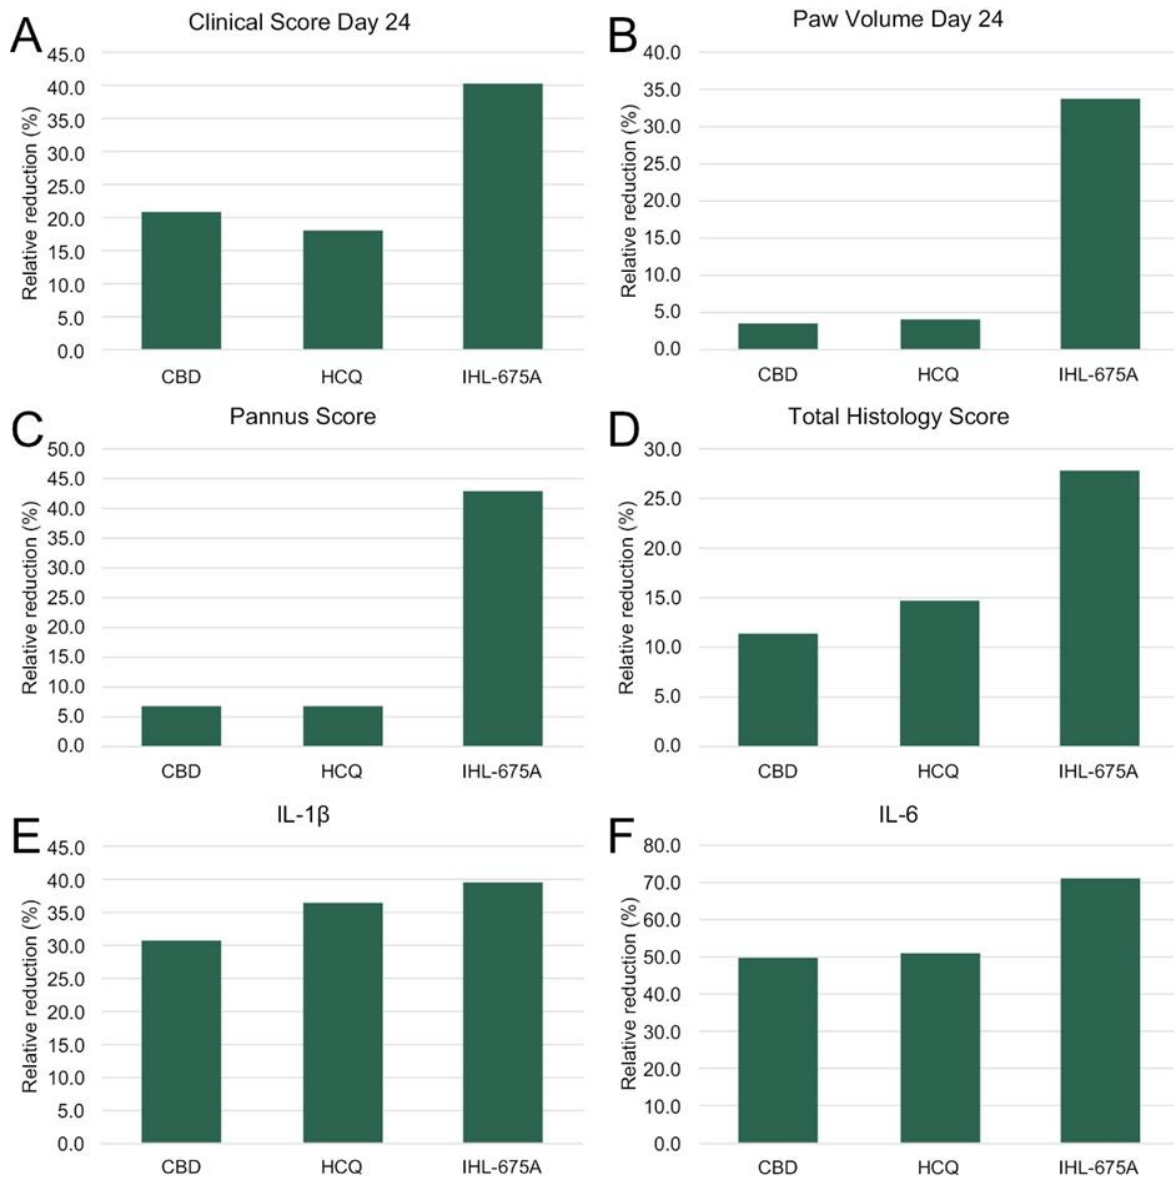 A
Clinical Score Day 24
Relative reduction (%)
45.0
40.0
35.0
30.0
25.0
20.0
15.0
10.0
5.0
0.0
CBD HCQ IHL-675A
B
Paw Volume Day 24
Relative reduction (%)
40.0
35.0
30.0
25.0
20.0
15.0
10.0
5.0
0.0
CBD HCQ IHL-675A
C
Pannus Score
Relative reduction (%)
50.0
45.0
40.0
35.0
30.0
25.0
20.0
15.0
10.0
5.0
0.0
CBD HCQ IHL-675A
D
Total Histology Score
Relative reduction (%)
30.0
25.0
20.0
15.0
10.0
5.0
0.0
CBD HCQ IHL-675A
E
IL-1β
Relative reduction (%)
45.0
40.0
35.0
30.0
25.0
20.0
15.0
10.0
5.0
0.0
CBD HCQ IHL-675A
F
IL-6
Relative reduction (%)
80.0
70.0
60.0
50.0
40.0
30.0
20.0
10.0
0.0
CBD HCQ IHL-675A